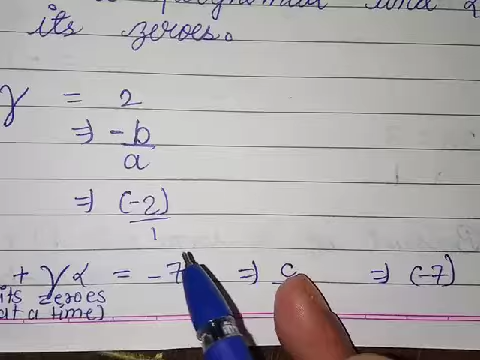 its zeroes.
γ = 2
⇒ -b
a
⇒ (-2)
1
+ γα = -7 ⇒ c ⇒ (-7)
its zeroes
at a time)